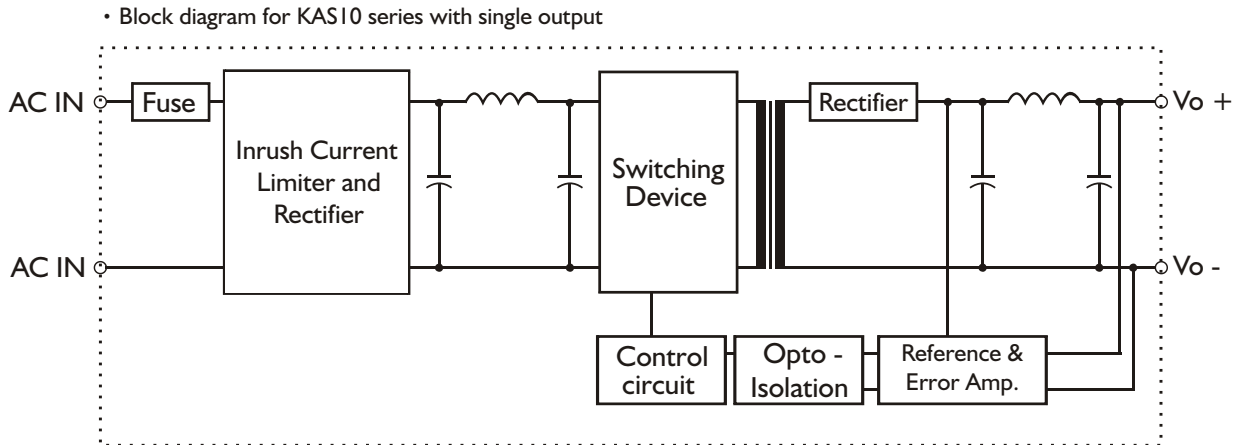 ・Block diagram for KAS10 series with single output
AC IN
Fuse
Inrush Current
Limiter and
Rectifier
Switching
Device
Rectifier
Vo +
AC IN
Vo -
Control
circuit
Opto -
Isolation
Reference &
Error Amp.